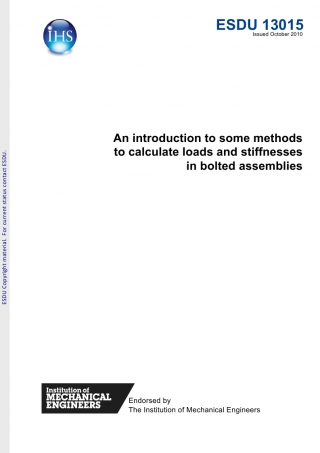 IHS
ESDU 13015
Issued October 2010
An introduction to some methods
to calculate loads and stiffnesses
in bolted assemblies
ESDU Copyright material. For current status contact ESDU.
Institution of
MECHANICAL
ENGINEERS
Endorsed by
The Institution of Mechanical Engineers